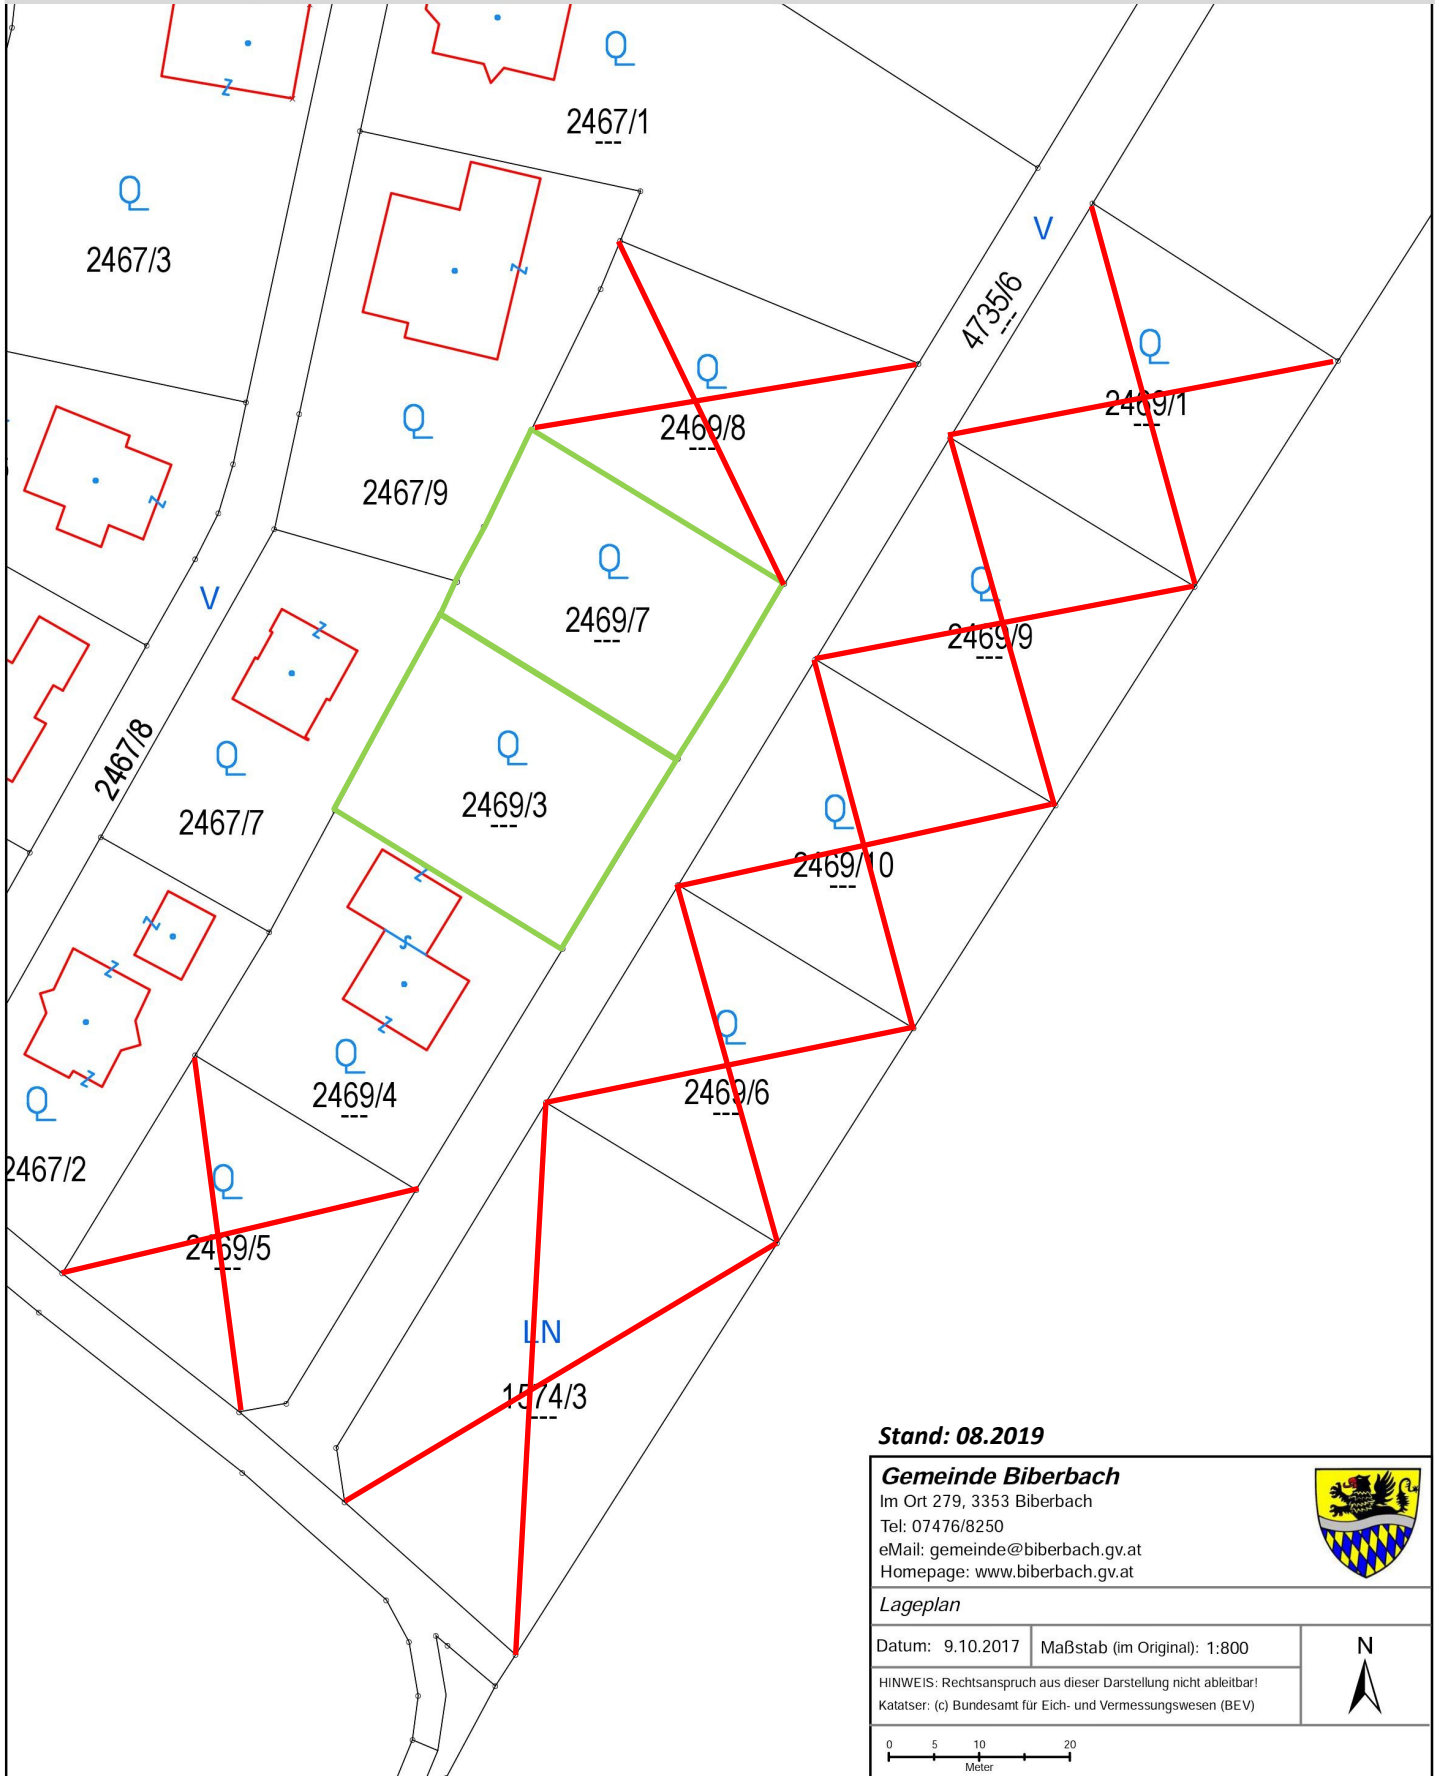 2467/1
2467/3
V
4735/6
2469/1
2469/8
2467/9
2469/7
2469/9
V
2467/8
2469/3
2467/7
2469/10
2469/4
2469/6
2467/2
2469/5
LN
1574/3
Stand: 08.2019
Gemeinde Biberbach
Im Ort 279, 3353 Biberbach
Tel: 07476/8250
eMail: gemeinde@biberbach.gv.at
Homepage: www.biberbach.gv.at
Lageplan
Datum: 9.10.2017 Maßstab (im Original): 1:800
N
HINWEIS: Rechtsanspruch aus dieser Darstellung nicht ableitbar!
Katatser: (c) Bundesamt für Eich- und Vermessungswesen (BEV)
0 5 10 20
Meter